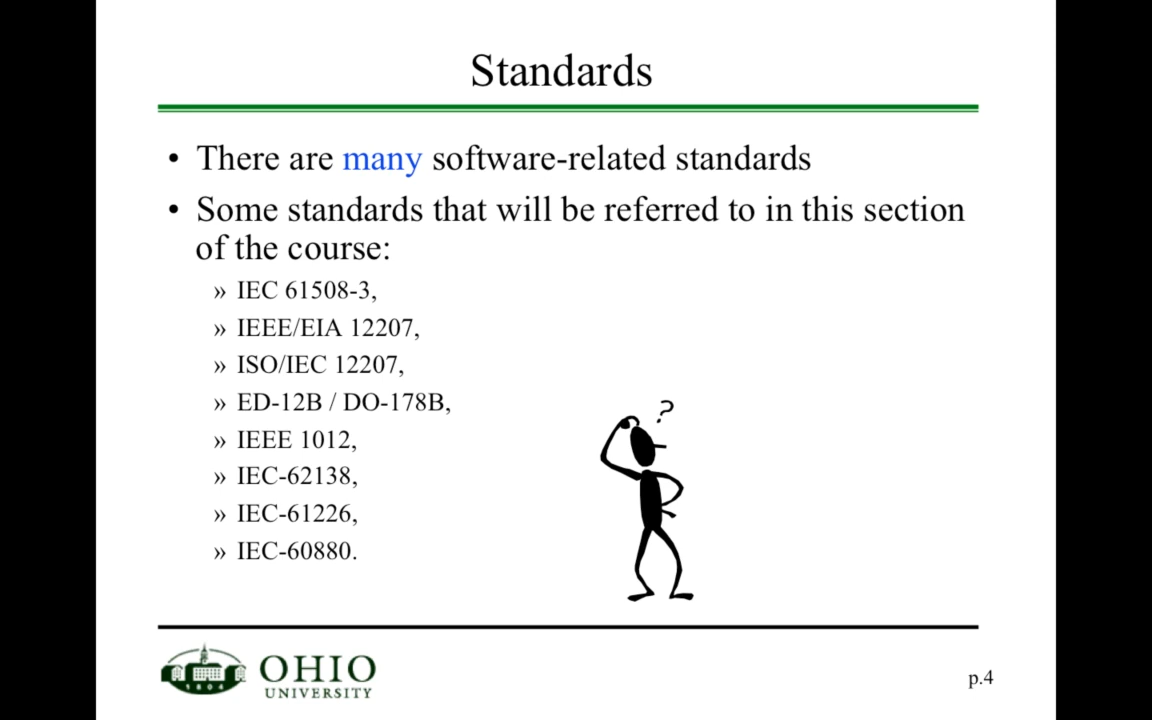 Standards
• There are many software-related standards
• Some standards that will be referred to in this section
of the course:
» IEC 61508-3,
» IEEE/EIA 12207,
» ISO/IEC 12207,
» ED-12B / DO-178B,
» IEEE 1012,
» IEC-62138,
» IEC-61226,
» IEC-60880.
?
1804
OHIO
UNIVERSITY
p.4